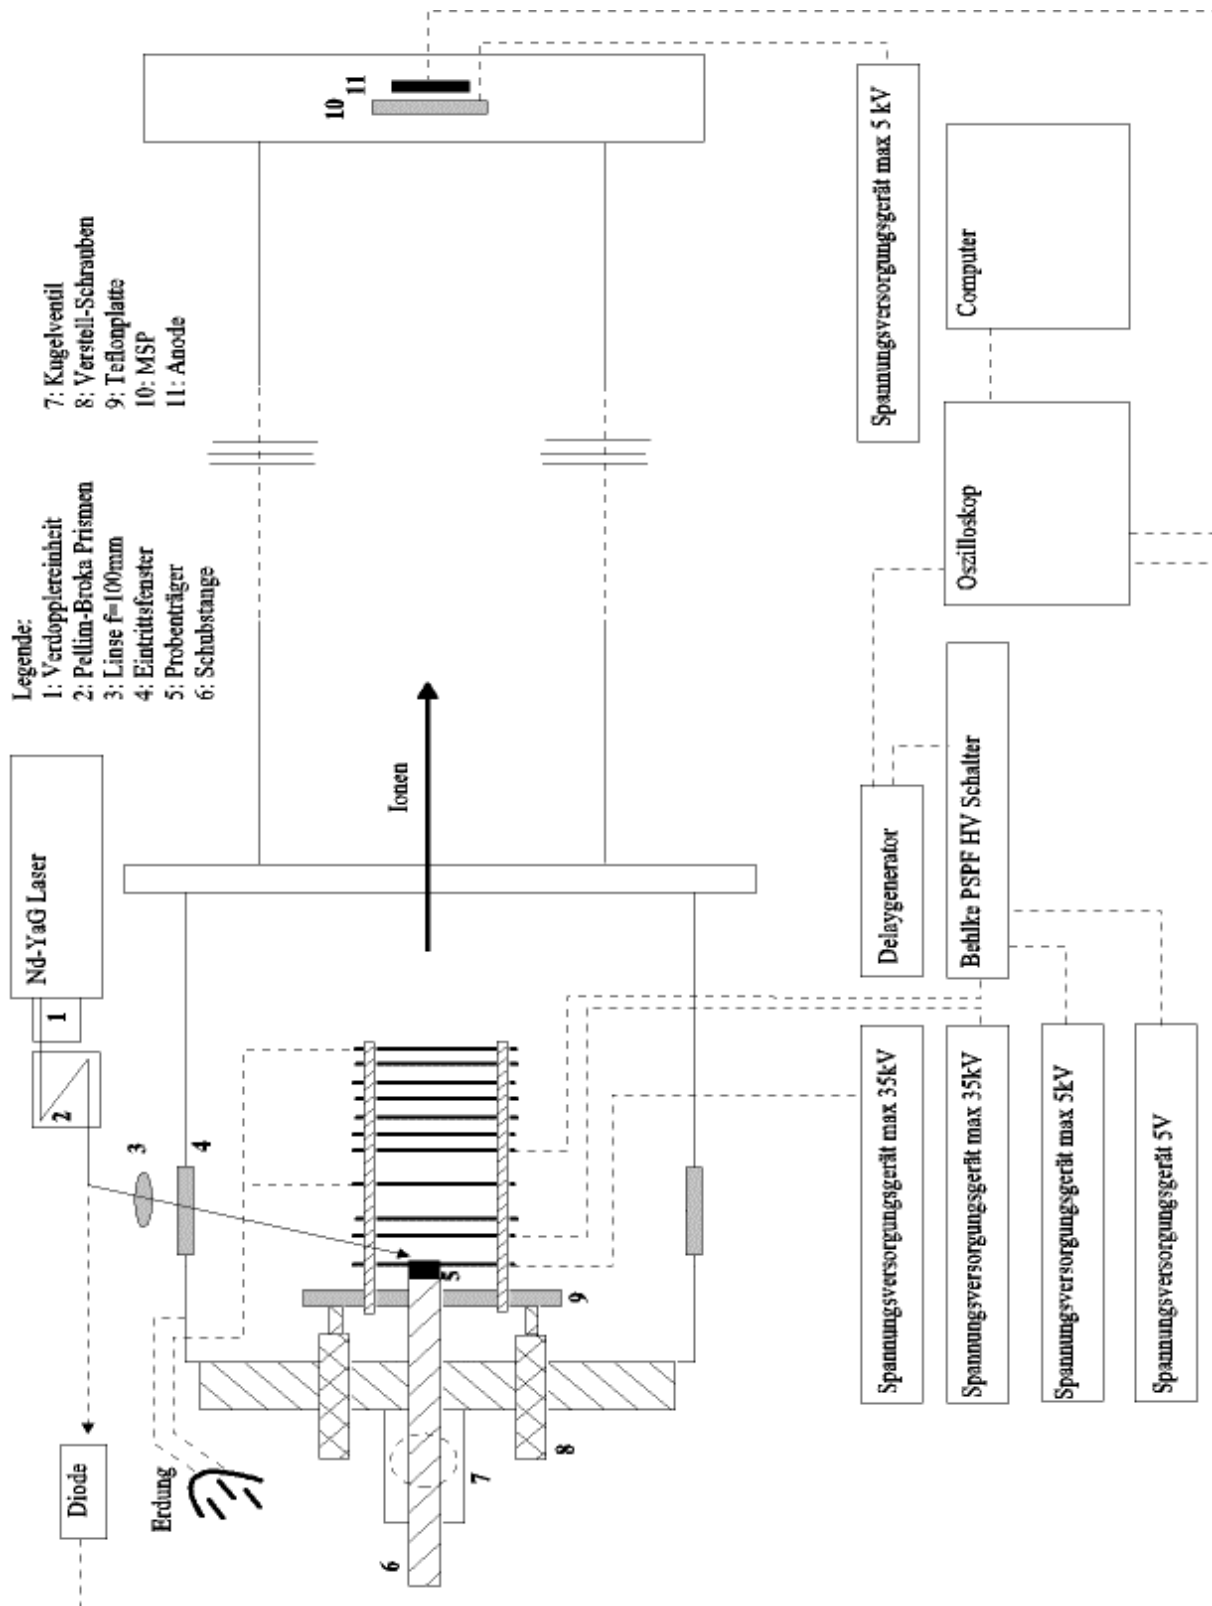 Legende:
1: Verdopplereinheit
2: Pellim-Broka Prismen
3: Linse f=100mm
4: Eintrittsfenster
5: Probenträger
6: Schubstange
7: Kugelventil
8: Verstell-Schrauben
9: Teflonplatte
10: MSP
11: Anode
Diode
Nd-YaG Laser
1
2
3
4
Erdung
6
7
8
9
5
Ionen
10
11
Spannungsversorgungsgerät max 35kV
Spannungsversorgungsgerät max 35kV
Spannungsversorgungsgerät max 5kV
Spannungsversorgungsgerät 5V
Delaygenerator
Behlke PSPF HV Schalter
Oszilloskop
Computer
Spannungsversorgungsgerät max 5 kV